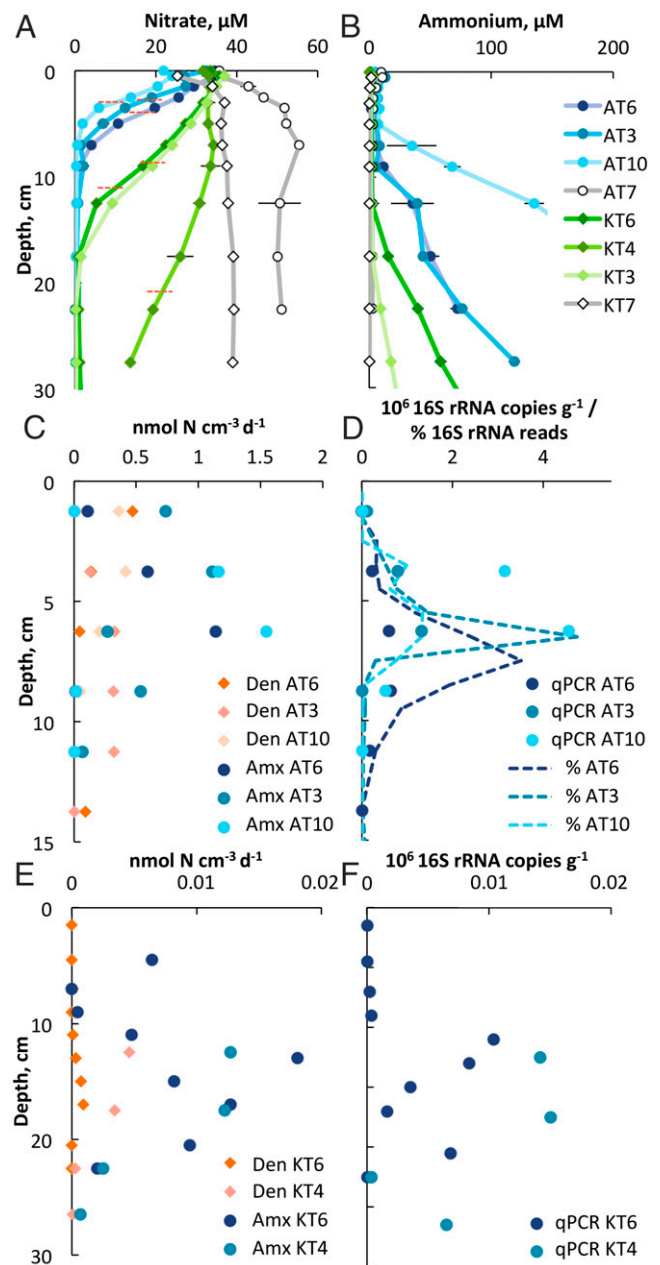 A
Nitrate, µM
0 20 40 60
0
10
20
30
Depth, cm
B
Ammonium, µM
0 100 200
AT6
AT3
AT10
AT7
KT6
KT4
KT3
KT7
C
nmol N cm⁻³ d⁻¹
0 0.5 1 1.5 2
0
5
10
15
Depth, cm
Den AT6
Den AT3
Den AT10
Amx AT6
Amx AT3
Amx AT10
D
10⁶ 16S rRNA copies g⁻¹ /
% 16S rRNA reads
0 2 4
qPCR AT6
qPCR AT3
qPCR AT10
% AT6
% AT3
% AT10
E
nmol N cm⁻³ d⁻¹
0 0.01 0.02
0
10
20
30
Depth, cm
Den KT6
Den KT4
Amx KT6
Amx KT4
F
10⁶ 16S rRNA copies g⁻¹
0 0.01 0.02
qPCR KT6
qPCR KT4